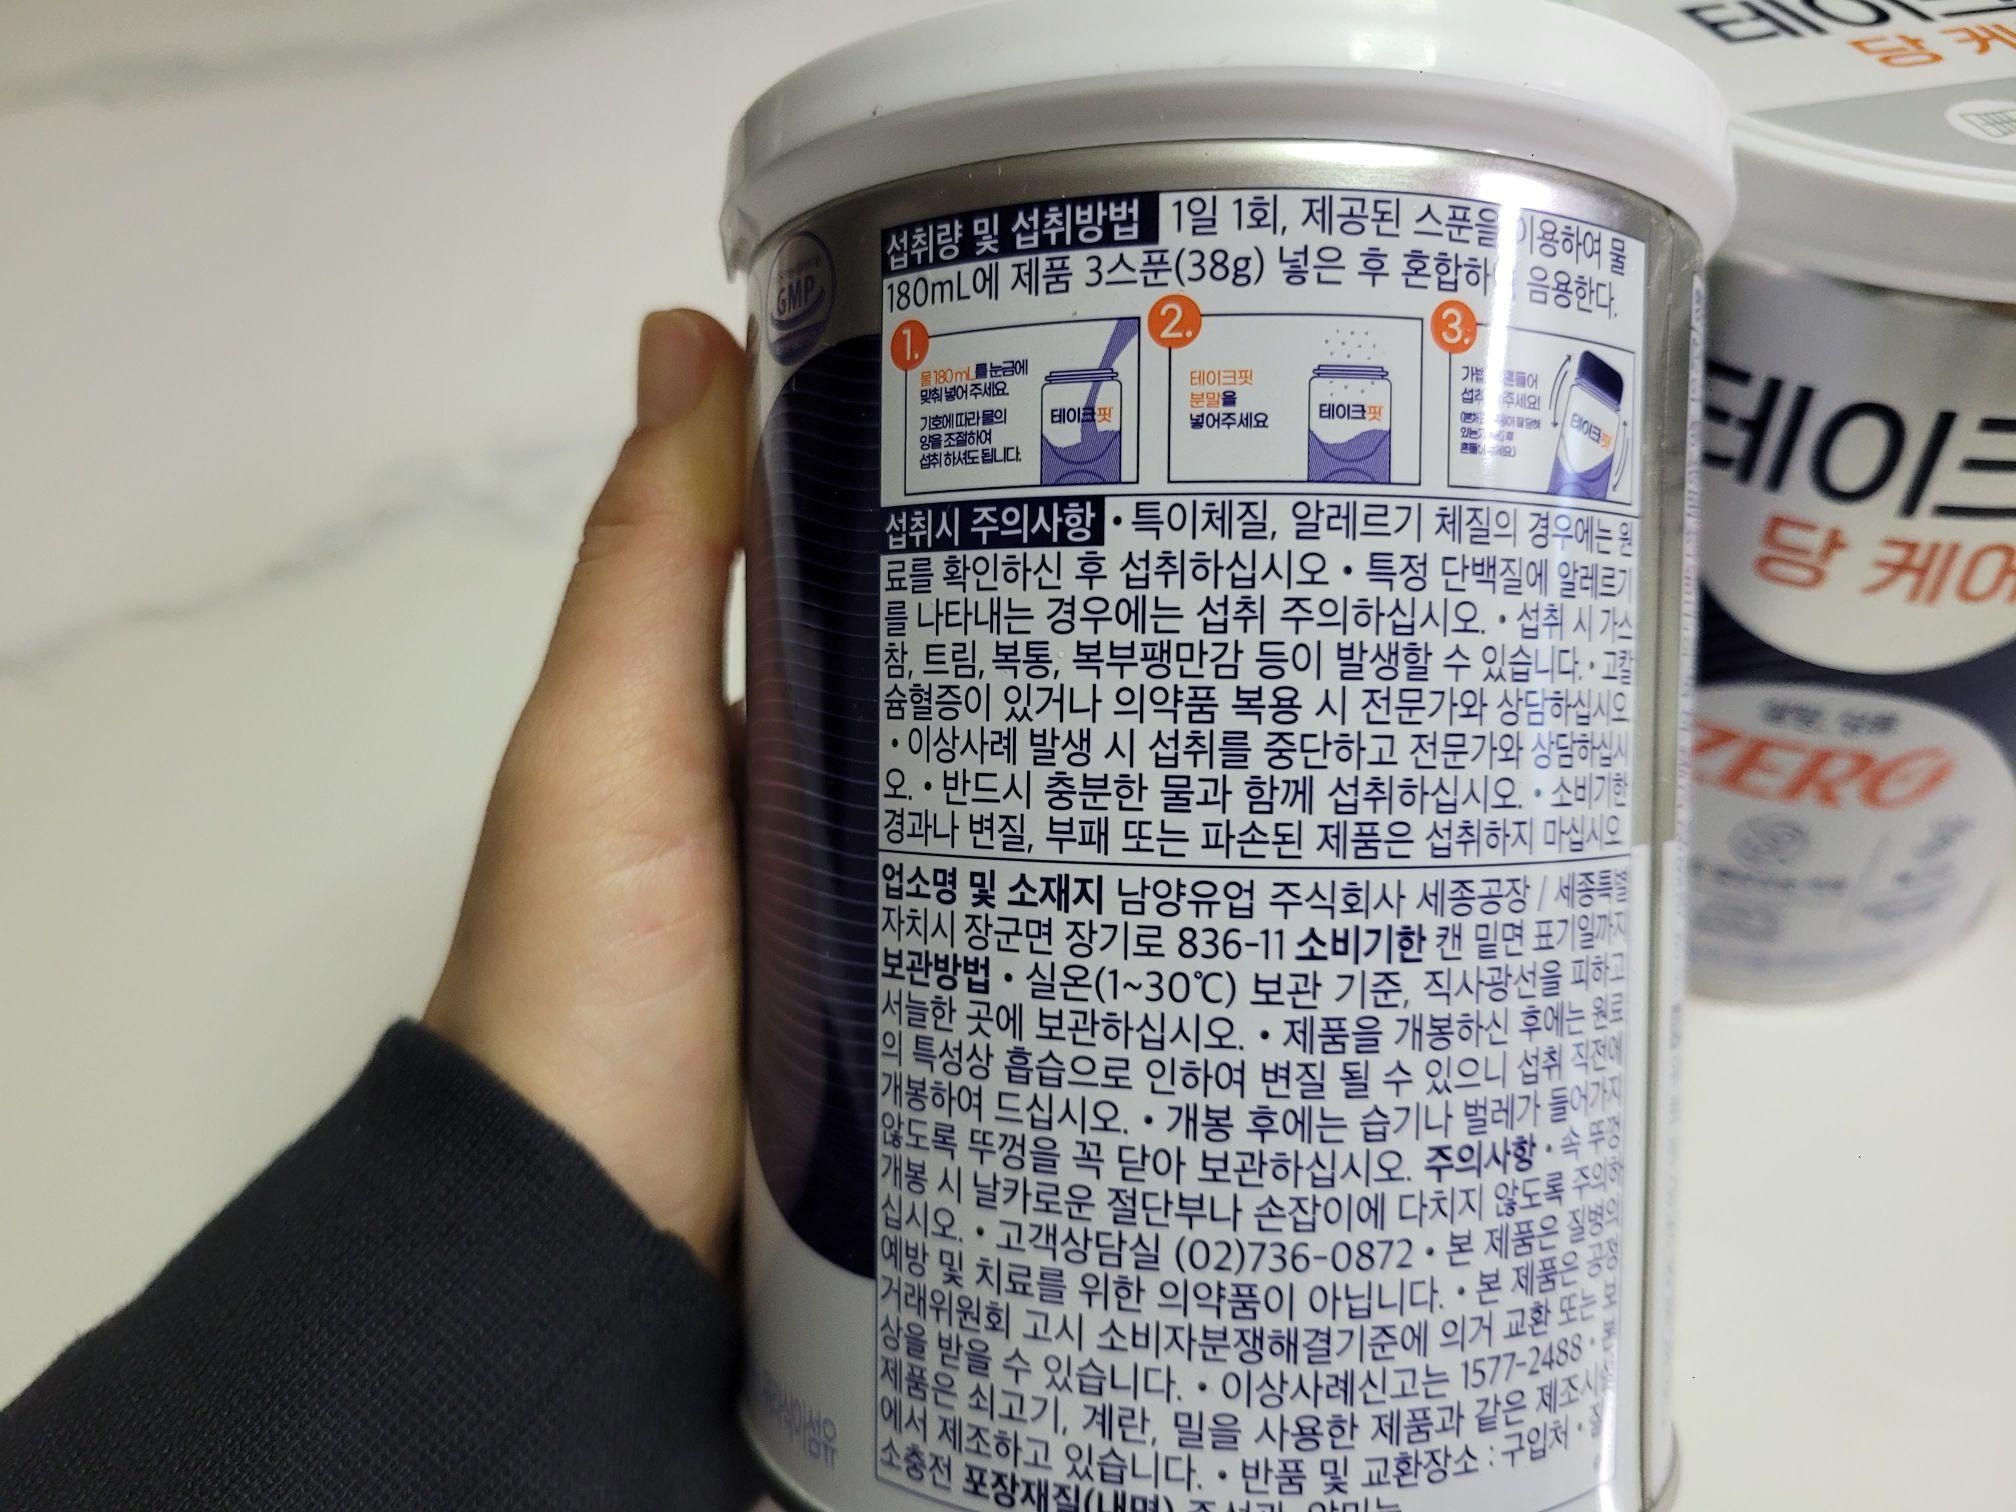 섭취량 및 섭취방법 1일 1회, 제공된 스푼을 이용하여 물
180mL에 제품 3스푼(38g) 넣은 후 혼합하 음용한다.
1.
물 180mL를 눈금에
맞춰 넣어 주세요.
기호에 따라 물의
양을 조절하여
섭취 하셔도 됩니다.
테이크핏
2.
테이크핏
분말을
넣어주세요
테이크핏
3.
테이크핏
섭취시 주의사항 • 특이체질, 알레르기 체질의 경우에는 원
료를 확인하신 후 섭취하십시오 • 특정 단백질에 알레르기
를 나타내는 경우에는 섭취 주의하십시오. • 섭취 시 가스
참, 트림, 복통, 복부팽만감 등이 발생할 수 있습니다. • 고칼
슘혈증이 있거나 의약품 복용 시 전문가와 상담하십시오
• 이상사례 발생 시 섭취를 중단하고 전문가와 상담하십시
오. • 반드시 충분한 물과 함께 섭취하십시오. • 소비기한
경과나 변질, 부패 또는 파손된 제품은 섭취하지 마십시오
업소명 및 소재지 남양유업 주식회사 세종공장 / 세종특별
자치시 장군면 장기로 836-11 소비기한 캔 밑면 표기일까지
보관방법 • 실온(1~30℃) 보관 기준, 직사광선을 피하고
서늘한 곳에 보관하십시오. • 제품을 개봉하신 후에는 원료
의 특성상 흡습으로 인하여 변질 될 수 있으니 섭취 직전에
개봉하여 드십시오. • 개봉 후에는 습기나 벌레가 들어가지
않도록 뚜껑을 꼭 닫아 보관하십시오. 주의사항 • 속 뚜껑
개봉 시 날카로운 절단부나 손잡이에 다치지 않도록 주의하
십시오. • 고객상담실 (02)736-0872 • 본 제품은 질병의
예방 및 치료를 위한 의약품이 아닙니다. • 본 제품은 공정
거래위원회 고시 소비자분쟁해결기준에 의거 교환 또는 보
상을 받을 수 있습니다. • 이상사례신고는 1577-2488 • 본
제품은 쇠고기, 계란, 밀을 사용한 제품과 같은 제조시설
에서 제조하고 있습니다. • 반품 및 교환장소 : 구입처 •
소충전 포장재질(내면)
GMP
테이크
당 케
테이크
당 케어
ZERO